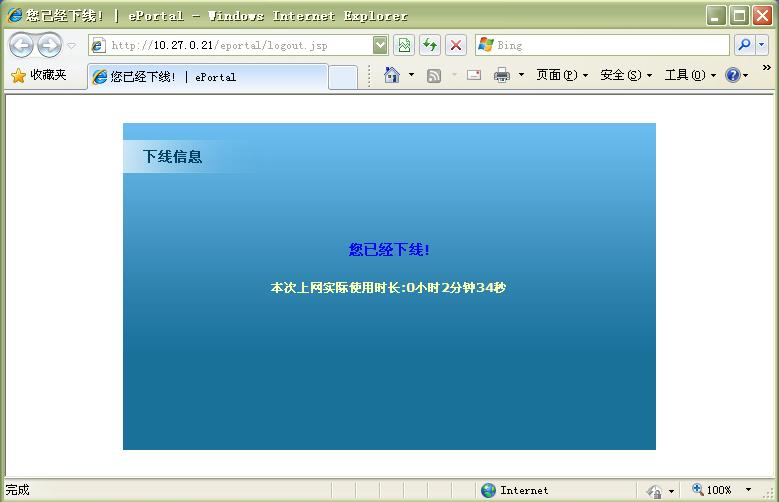 您已经下线! | ePortal - Windows Internet Explorer
http://10.27.0.21/eportal/logout.jsp
Bing
收藏夹
您已经下线! | ePortal
页面(P)
安全(S)
工具(O)
»
下线信息
您已经下线!
本次上网实际使用时长:0小时2分钟34秒
完成
Internet
100%